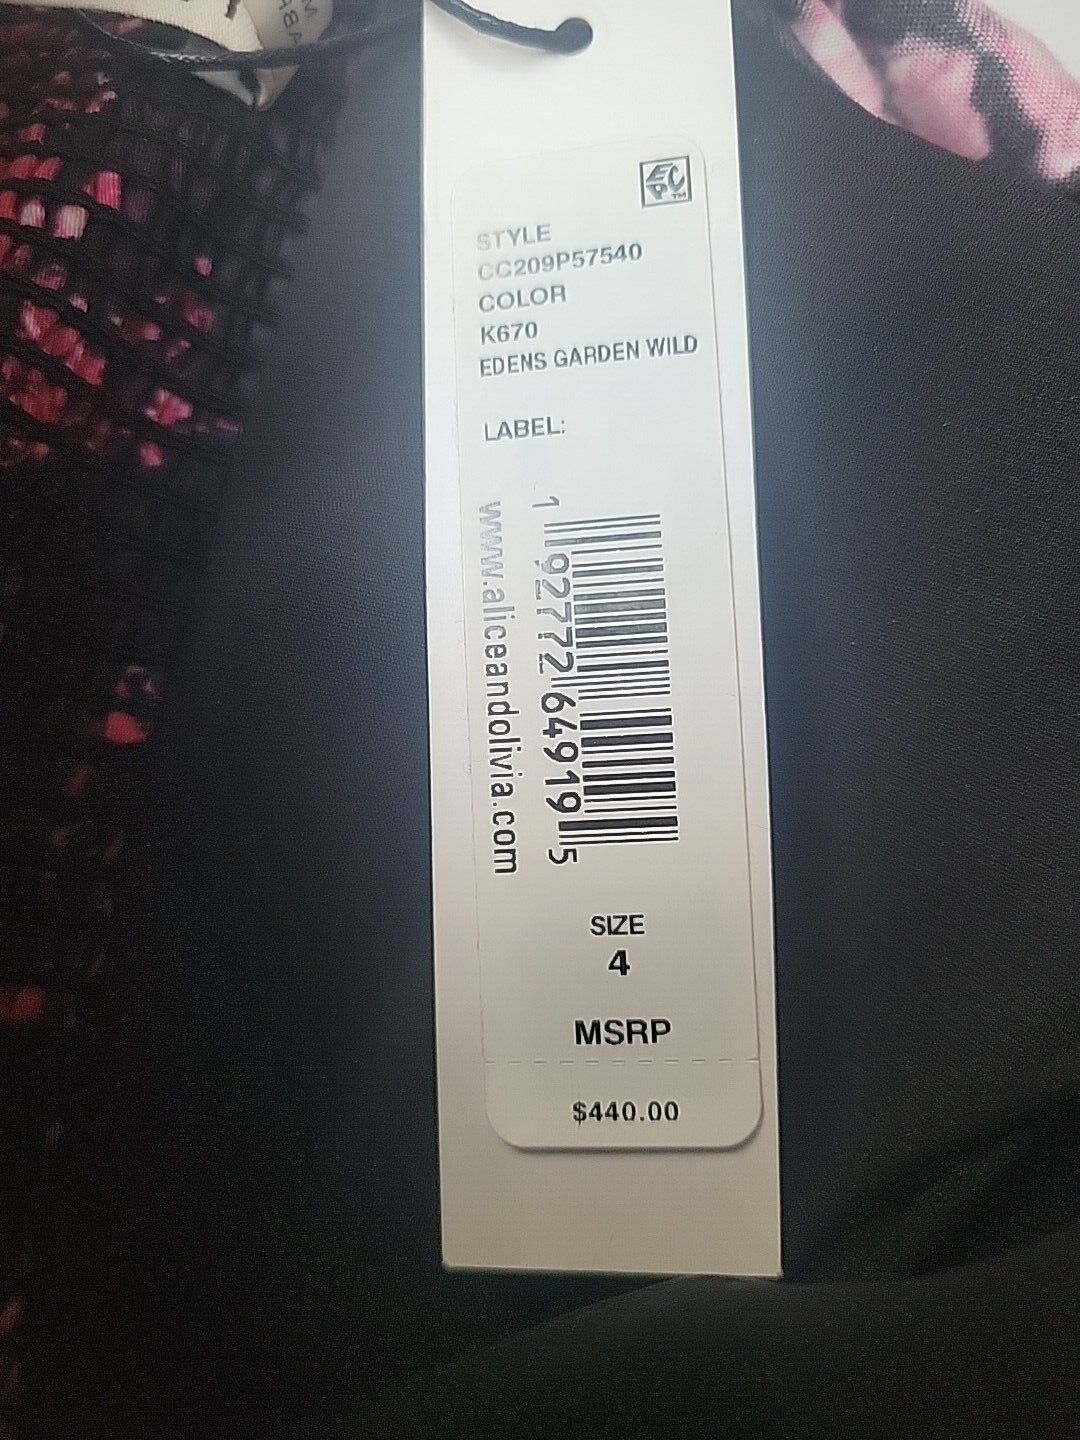 ECP™
STYLE
CC209P57540
COLOR
K670
EDENS GARDEN WILD
LABEL:
1 92772 64919 5
www.aliceandolivia.com
SIZE
4
MSRP
$440.00